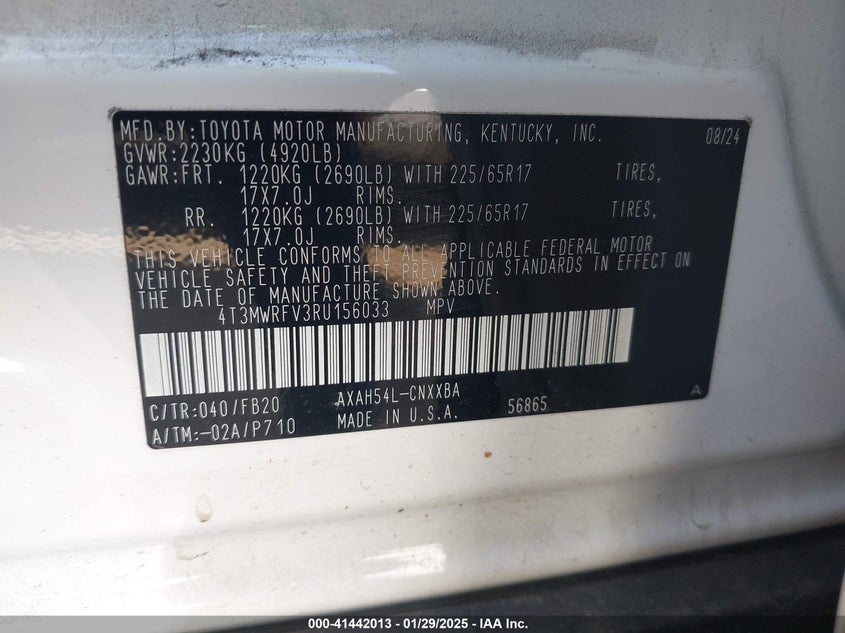 MFD.BY:TOYOTA MOTOR MANUFACTURING, KENTUCKY, INC. 08/24
GVWR:2230KG (4920LB)
GAWR:FRT. 1220KG (2690LB) WITH 225/65R17 TIRES,
17X7.0J RIMS.
RR. 1220KG (2690LB) WITH 225/65R17 TIRES,
17X7.0J RIMS.
THIS VEHICLE CONFORMS TO ALL APPLICABLE FEDERAL MOTOR
VEHICLE SAFETY AND THEFT PREVENTION STANDARDS IN EFFECT ON
THE DATE OF MANUFACTURE SHOWN ABOVE.
4T3MWRFV3RU156033 MPV
C/TR:040/FB20 AXAH54L-CNXXBA
A/TM:-02A/P710 MADE IN U.S.A. 56865 A
000-41442013 - 01/29/2025 - IAA Inc.